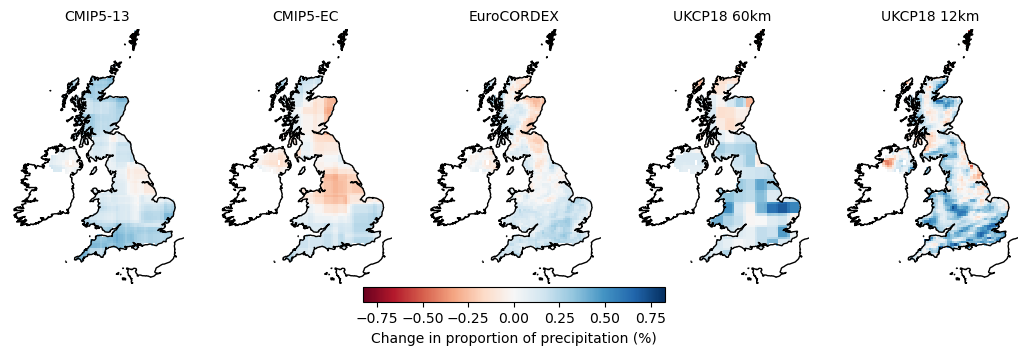 CMIP5-13 CMIP5-EC EuroCORDEX UKCP18 60km UKCP18 12km
−0.75 −0.50 −0.25 0.00 0.25 0.50 0.75
Change in proportion of precipitation (%)